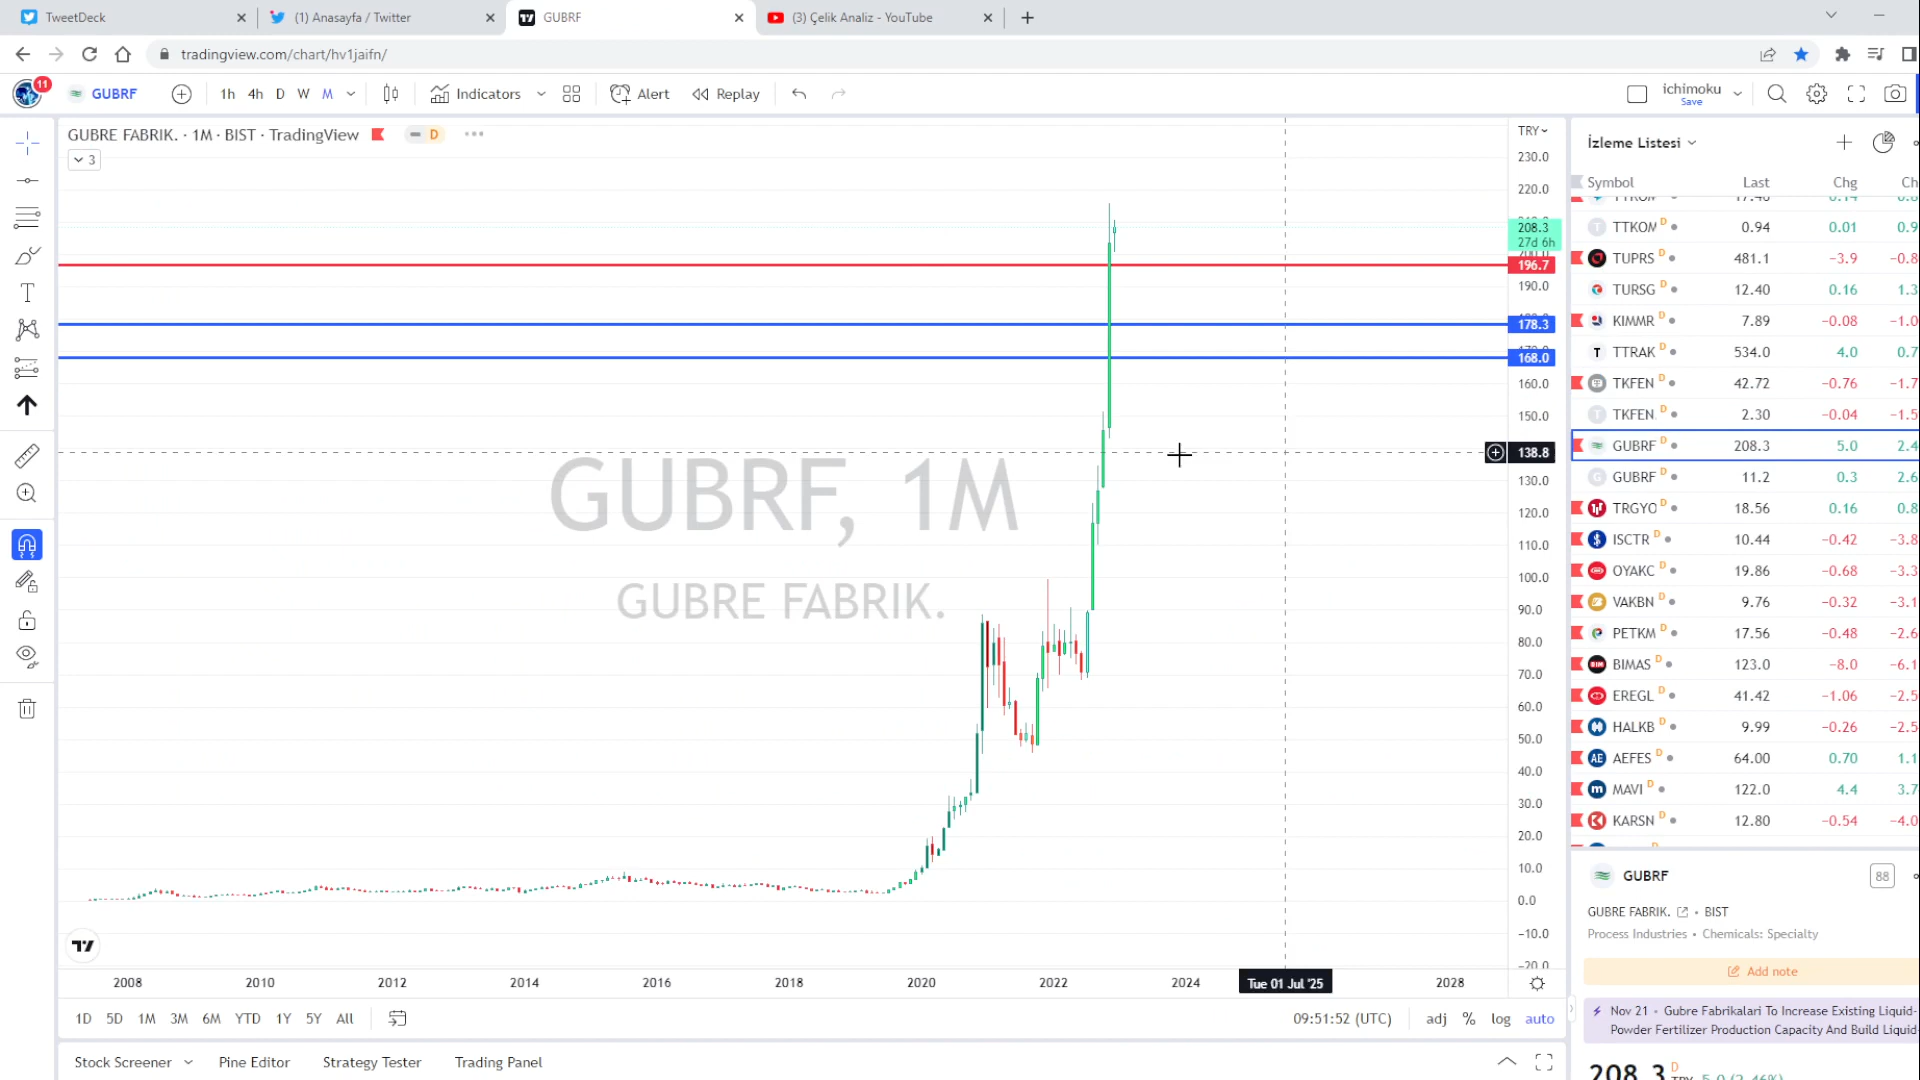 TweetDeck
(1) Anasayfa / Twitter
GUBRF
(3) Çelik Analiz - YouTube
tradingview.com/chart/hv1jaifn/
11
GUBRF
1h 4h D W M
Indicators
Alert
Replay
ichimoku
Save
GUBRE FABRIK. · 1M · BIST · TradingView
D
3
TRY
230.0
220.0
208.3
27d 6h
196.7
190.0
178.3
168.0
160.0
150.0
138.8
130.0
120.0
110.0
100.0
90.0
80.0
70.0
60.0
50.0
40.0
30.0
20.0
10.0
0.0
−10.0
−20.0
GUBRF, 1M
GUBRE FABRIK.
2008 2010 2012 2014 2016 2018 2020 2022 2024 Tue 01 Jul '25 2028
1D 5D 1M 3M 6M YTD 1Y 5Y All
09:51:52 (UTC)
adj % log auto
Stock Screener
Pine Editor
Strategy Tester
Trading Panel
İzleme Listesi
Symbol Last Chg Ch
TTKOM D 0.94 0.01 0.9
TUPRS D 481.1 −3.9 −0.8
TURSG D 12.40 0.16 1.3
KIMMR D 7.89 −0.08 −1.0
TTRAK D 534.0 4.0 0.7
TKFEN D 42.72 −0.76 −1.7
TKFEN D 2.30 −0.04 −1.5
GUBRF D 208.3 5.0 2.4
GUBRF D 11.2 0.3 2.6
TRGYO D 18.56 0.16 0.8
ISCTR D 10.44 −0.42 −3.8
OYAKC D 19.86 −0.68 −3.3
VAKBN D 9.76 −0.32 −3.1
PETKM D 17.56 −0.48 −2.6
BIMAS D 123.0 −8.0 −6.1
EREGL D 41.42 −1.06 −2.5
HALKB D 9.99 −0.26 −2.5
AEFES D 64.00 0.70 1.1
MAVI D 122.0 4.4 3.7
KARSN D 12.80 −0.54 −4.0
GUBRF
88
GUBRE FABRIK. • BIST
Process Industries • Chemicals: Specialty
Add note
Nov 21 • Gubre Fabrikalari To Increase Existing Liquid-
Powder Fertilizer Production Capacity And Build Liquid
208.3 D TRY 5.0 (2.46%)